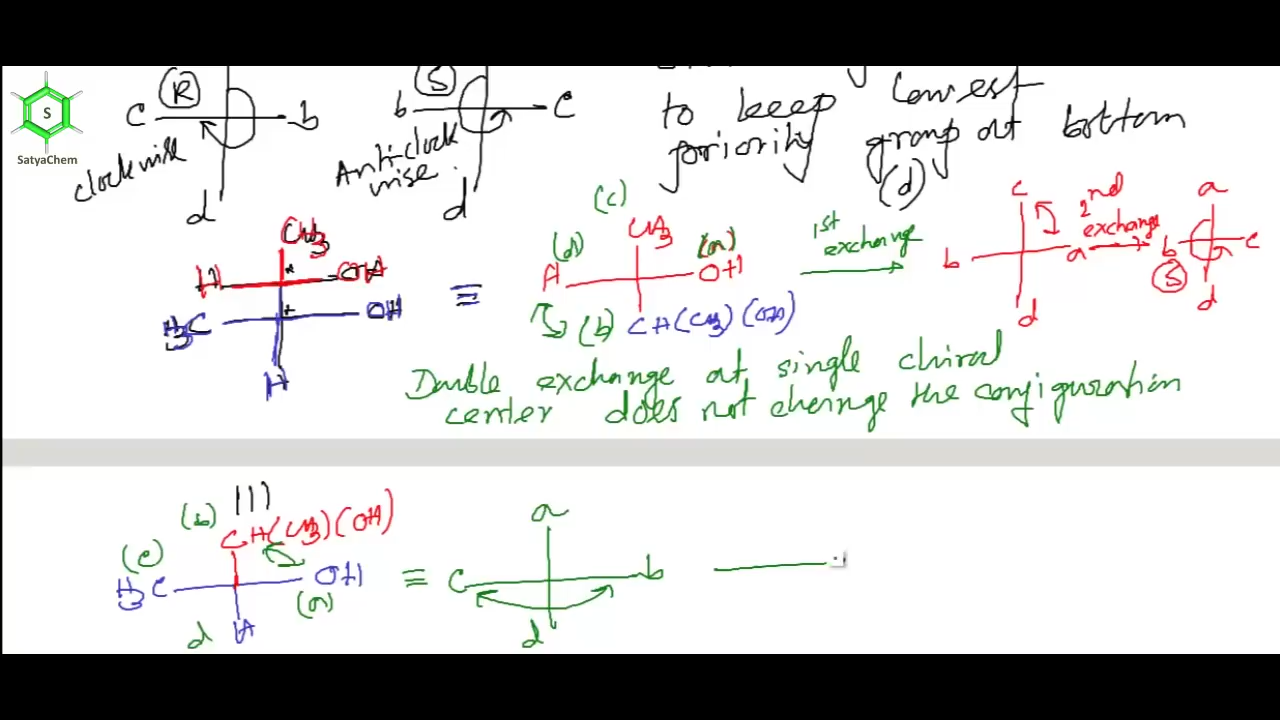 S
SatyaChem
C (R) b
clockwise
d
b (S) c
Anti-clock
wise.
d
to keep lowest
priority group at bottom
(d)
CH3
H OH
H3C OH
H
≡
(c)
(d) CH3 (a)
H OH
(b) CH(CH3)(OH)
1st
exchange
c
b a
d
2nd
exchange
a
b c
(S)
d
Double exchange at single chiral
center does not change the configuration
(b) CH(CH3)(OH)
(c)
H3C OH
(a)
d H
≡
a
c b
d